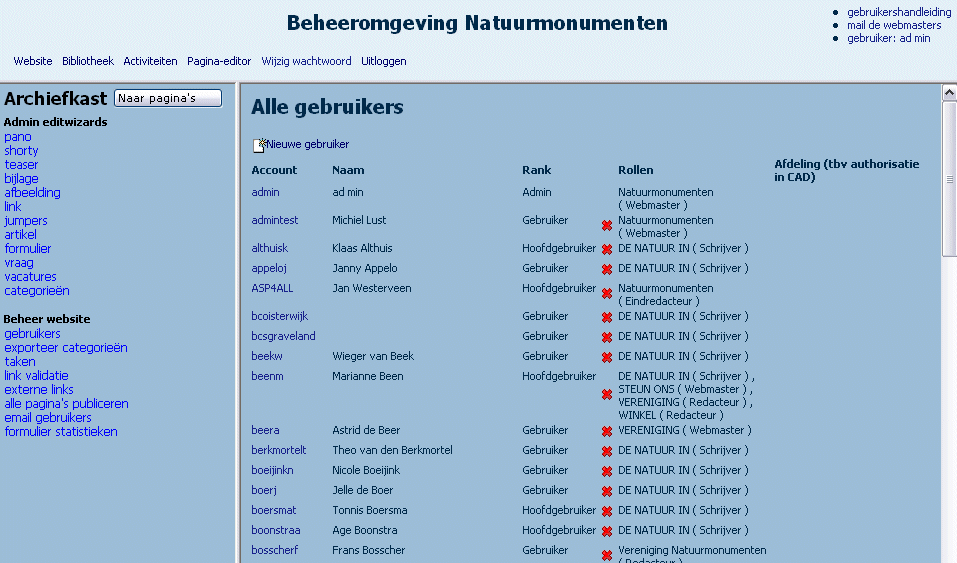 Beheeromgeving Natuurmonumenten
gebruikershandleiding
mail de webmasters
gebruiker: ad min
Website Bibliotheek Activiteiten Pagina-editor Wijzig wachtwoord Uitloggen
Archiefkast Naar pagina's
Admin editwizards
pano
shorty
teaser
bijlage
afbeelding
link
jumpers
artikel
formulier
vraag
vacatures
categorieën
Beheer website
gebruikers
exporteer categorieën
taken
link validatie
externe links
alle pagina's publiceren
email gebruikers
formulier statistieken
Alle gebruikers
Nieuwe gebruiker
Account Naam Rank Rollen Afdeling (tbv authorisatie
in CAD)
admin ad min Admin Natuurmonumenten
( Webmaster )
admintest Michiel Lust Gebruiker Natuurmonumenten
( Webmaster )
althuisk Klaas Althuis Hoofdgebruiker DE NATUUR IN ( Schrijver )
appeloj Janny Appelo Gebruiker DE NATUUR IN ( Schrijver )
ASP4ALL Jan Westerveen Hoofdgebruiker Natuurmonumenten
( Eindredacteur )
bcoisterwijk Gebruiker DE NATUUR IN ( Schrijver )
bcsgraveland Gebruiker DE NATUUR IN ( Schrijver )
beekw Wieger van Beek Gebruiker DE NATUUR IN ( Schrijver )
beenm Marianne Been Hoofdgebruiker DE NATUUR IN ( Schrijver ) ,
STEUN ONS ( Webmaster ) ,
VERENIGING ( Redacteur ) ,
WINKEL ( Redacteur )
beera Astrid de Beer Gebruiker VERENIGING ( Webmaster )
berkmortelt Theo van den Berkmortel Gebruiker DE NATUUR IN ( Schrijver )
boeijinkn Nicole Boeijink Gebruiker DE NATUUR IN ( Schrijver )
boerj Jelle de Boer Gebruiker DE NATUUR IN ( Schrijver )
boersmat Tonnis Boersma Hoofdgebruiker DE NATUUR IN ( Schrijver )
boonstraa Age Boonstra Hoofdgebruiker DE NATUUR IN ( Schrijver )
bosscherf Frans Bosscher Gebruiker Vereniging Natuurmonumenten
( Redacteur )